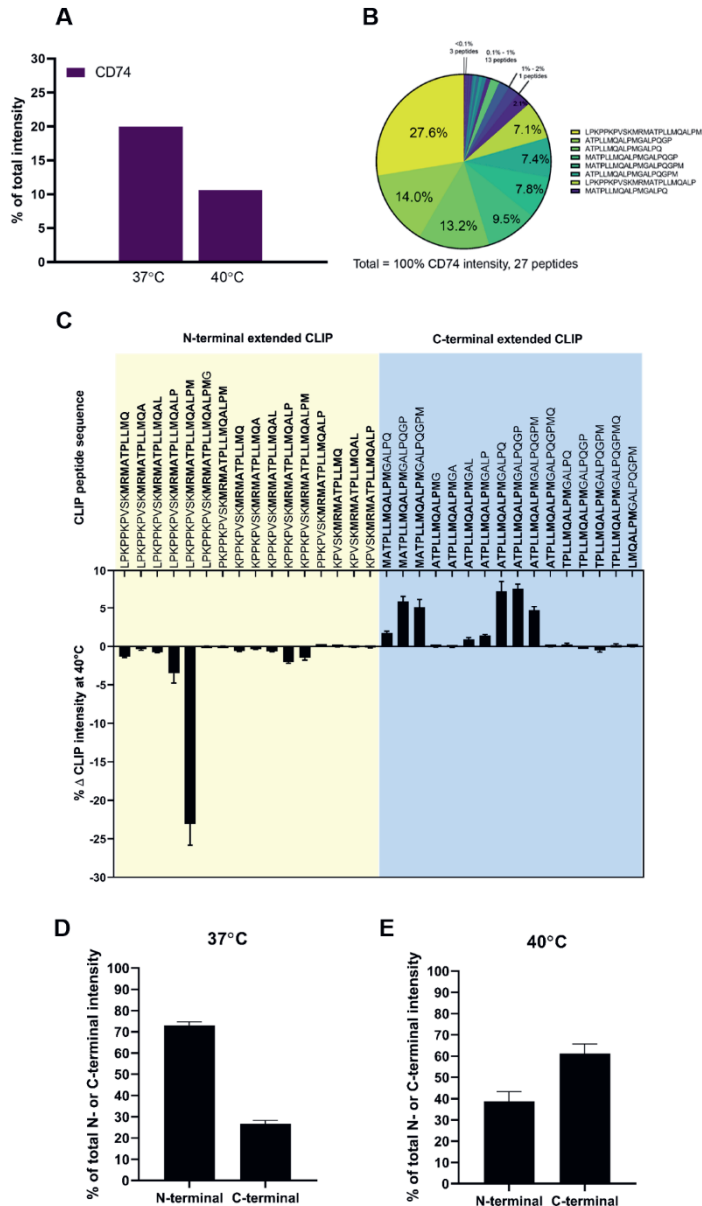 A
% of total intensity
30
25
20
15
10
5
0
CD74
37°C
40°C
B
<0.1%
3 peptides
0.1% - 1%
13 peptides
1% - 2%
1 peptides
27.6%
7.1%
7.4%
7.8%
9.5%
13.2%
14.0%
LPKPPKPVSKMRMATPLLMQALPM
ATPLLMQALPMGALPQGP
ATPLLMQALPMGALPQ
MATPLLMQALPMGALPQGP
MATPLLMQALPMGALPQGPM
ATPLLMQALPMGALPQGPM
LPKPPKPVSKMRMATPLLMQALP
MATPLLMQALPMGALPQ
Total = 100% CD74 intensity, 27 peptides
C
N-terminal extended CLIP
C-terminal extended CLIP
CLIP peptide sequence
LPKPPKPVSKMRMATPLLMQ
LPKPPKPVSKMRMATPLLMQA
LPKPPKPVSKMRMATPLLMQAL
LPKPPKPVSKMRMATPLLMQALP
LPKPPKPVSKMRMATPLLMQALPM
LPKPPKPVSKMRMATPLLMQALPMG
PKPPKPVSKMRMATPLLMQALPM
KPPKPVSKMRMATPLLMQ
KPPKPVSKMRMATPLLMQA
KPPKPVSKMRMATPLLMQAL
KPPKPVSKMRMATPLLMQALP
KPPKPVSKMRMATPLLMQALPM
PPKPVSKMRMATPLLMQALP
KPVSKMRMATPLLMQ
KPVSKMRMATPLLMQAL
KPVSKMRMATPLLMQALP
MATPLLMQALPMGALPQ
MATPLLMQALPMGALPQGP
MATPLLMQALPMGALPQGPM
ATPLLMQALPMG
ATPLLMQALPMGA
ATPLLMQALPMGAL
ATPLLMQALPMGALP
ATPLLMQALPMGALPQ
ATPLLMQALPMGALPQGP
ATPLLMQALPMGALPQGPM
ATPLLMQALPMGALPQGPMQ
TPLLMQALPMGALPQ
TPLLMQALPMGALPQGP
TPLLMQALPMGALPQGPM
TPLLMQALPMGALPQGPMQ
LMQALPMGALPQGPM
% Δ CLIP intensity at 40°C
10
5
0
-5
-10
-15
-20
-25
-30
D
37°C
% of total N- or C-terminal intensity
100
90
80
70
60
50
40
30
20
10
0
N-terminal
C-terminal
E
40°C
% of total N- or C-terminal intensity
100
90
80
70
60
50
40
30
20
10
0
N-terminal
C-terminal